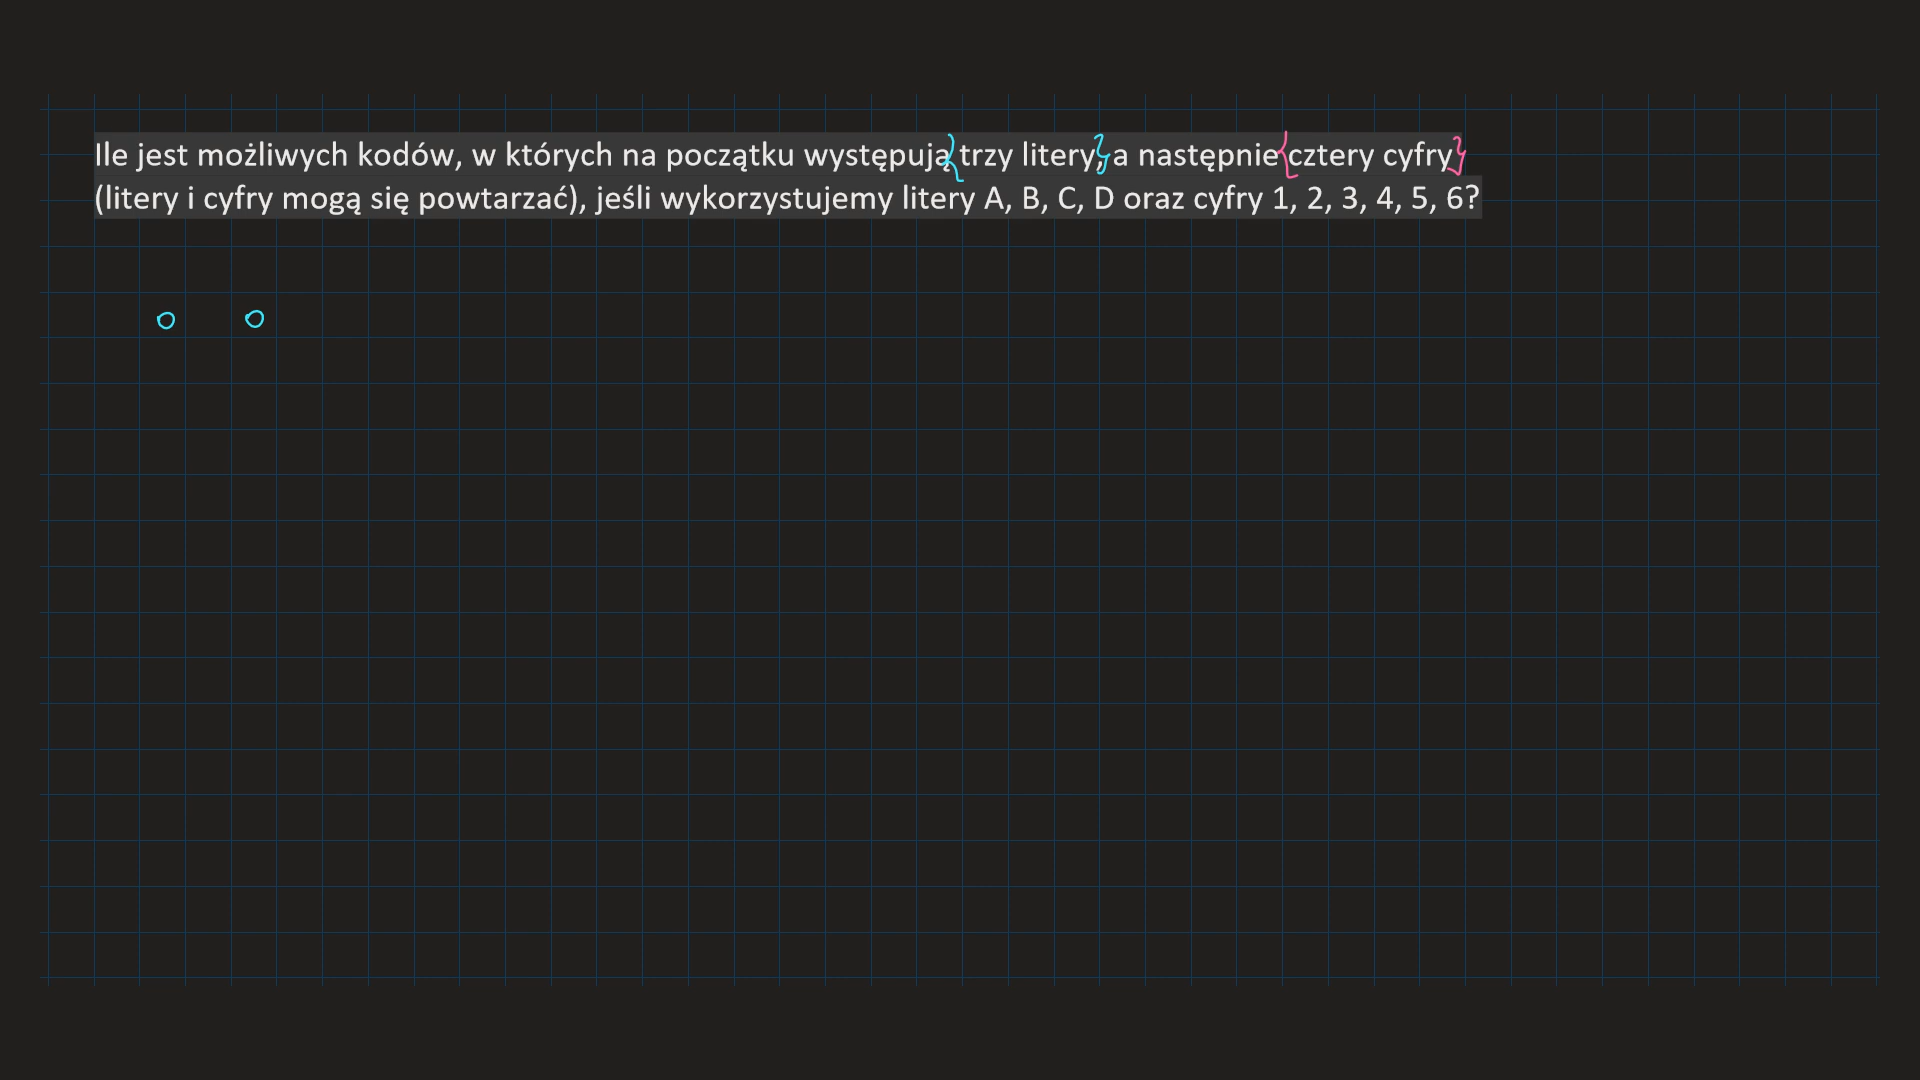 Ile jest możliwych kodów, w których na początku występują trzy litery, a następnie cztery cyfry
(litery i cyfry mogą się powtarzać), jeśli wykorzystujemy litery A, B, C, D oraz cyfry 1, 2, 3, 4, 5, 6?